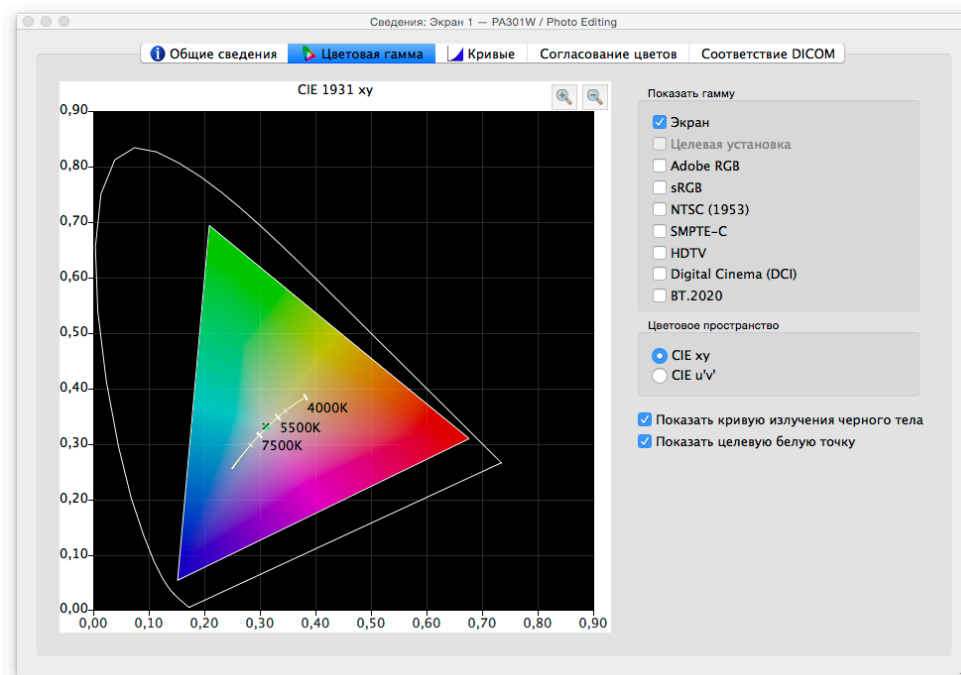 Сведения: Экран 1 — PA301W / Photo Editing
Общие сведения
Цветовая гамма
Кривые
Согласование цветов
Соответствие DICOM
CIE 1931 xy
0,90
0,80
0,70
0,60
0,50
0,40
0,30
0,20
0,10
0,00
0,00 0,10 0,20 0,30 0,40 0,50 0,60 0,70 0,80 0,90
4000K
5500K
7500K
Показать гамму
Экран
Целевая установка
Adobe RGB
sRGB
NTSC (1953)
SMPTE-C
HDTV
Digital Cinema (DCI)
BT.2020
Цветовое пространство
CIE xy
CIE u'v'
Показать кривую излучения черного тела
Показать целевую белую точку